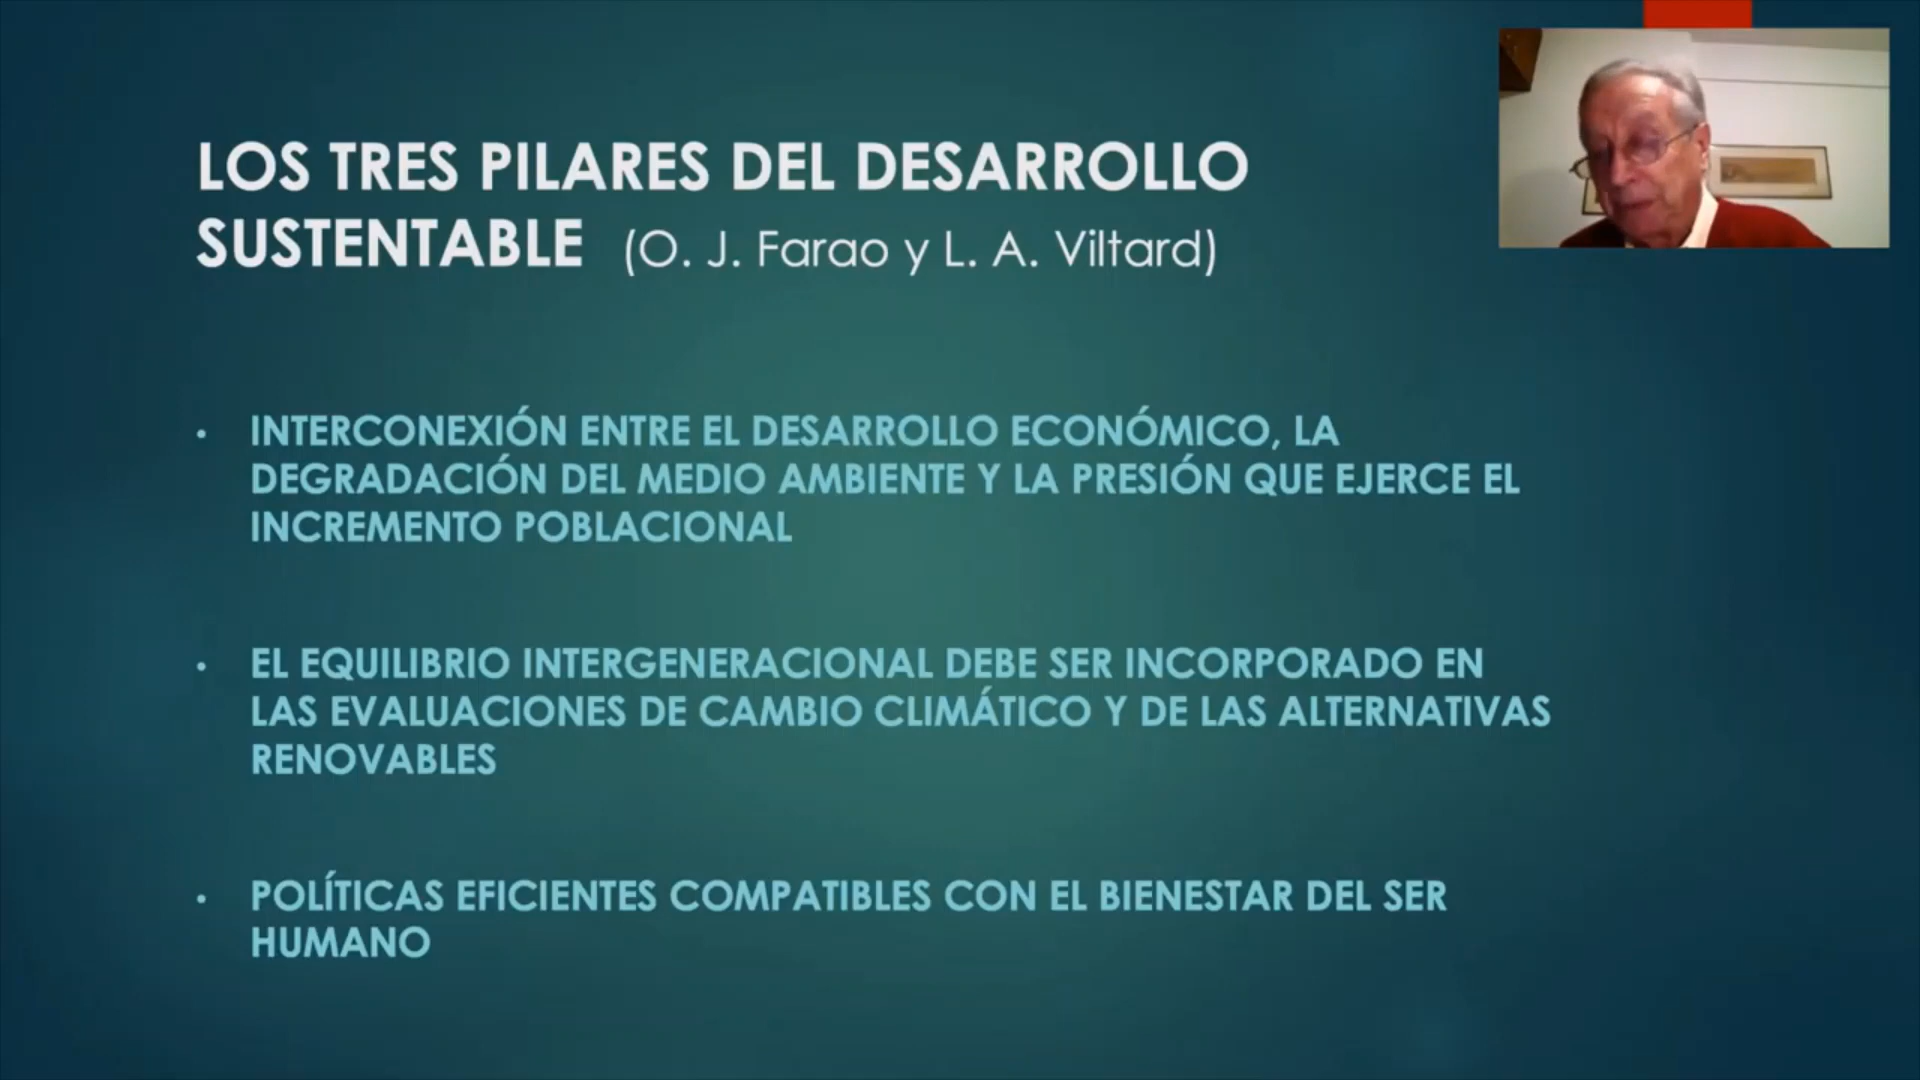 LOS TRES PILARES DEL DESARROLLO
SUSTENTABLE (O. J. Farao y L. A. Viltard)
• INTERCONEXIÓN ENTRE EL DESARROLLO ECONÓMICO, LA
DEGRADACIÓN DEL MEDIO AMBIENTE Y LA PRESIÓN QUE EJERCE EL
INCREMENTO POBLACIONAL
• EL EQUILIBRIO INTERGENERACIONAL DEBE SER INCORPORADO EN
LAS EVALUACIONES DE CAMBIO CLIMÁTICO Y DE LAS ALTERNATIVAS
RENOVABLES
• POLÍTICAS EFICIENTES COMPATIBLES CON EL BIENESTAR DEL SER
HUMANO